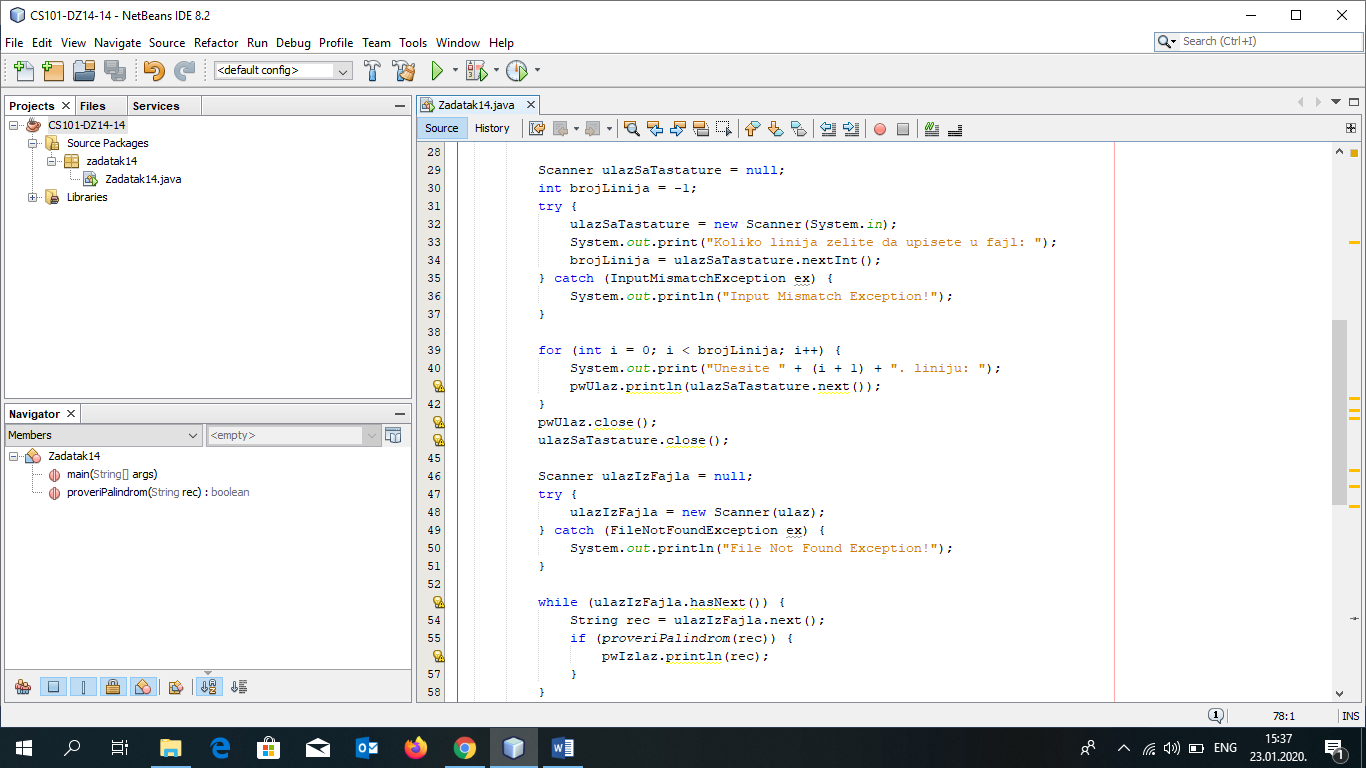 CS101-DZ14-14 - NetBeans IDE 8.2
File Edit View Navigate Source Refactor Run Debug Profile Team Tools Window Help
Search (Ctrl+I)
<default config>
Projects Files Services
CS101-DZ14-14
Source Packages
zadatak14
Zadatak14.java
Libraries
Navigator
Members
<empty>
Zadatak14
main(String[] args)
proveriPalindrom(String rec) : boolean
Zadatak14.java
Source History
28
29 Scanner ulazSaTastature = null;
30 int brojLinija = -1;
31 try {
32 ulazSaTastature = new Scanner(System.in);
33 System.out.print("Koliko linija zelite da upisete u fajl: ");
34 brojLinija = ulazSaTastature.nextInt();
35 } catch (InputMismatchException ex) {
36 System.out.println("Input Mismatch Exception!");
37 }
38
39 for (int i = 0; i < brojLinija; i++) {
40 System.out.print("Unesite " + (i + 1) + ". liniju: ");
pwUlaz.println(ulazSaTastature.next());
42 }
pwUlaz.close();
ulazSaTastature.close();
45
46 Scanner ulazIzFajla = null;
47 try {
48 ulazIzFajla = new Scanner(ulaz);
49 } catch (FileNotFoundException ex) {
50 System.out.println("File Not Found Exception!");
51 }
52
while (ulazIzFajla.hasNext()) {
54 String rec = ulazIzFajla.next();
55 if (proveriPalindrom(rec)) {
pwIzlaz.println(rec);
57 }
58 }
1
78:1 INS
ENG
15:37
23.01.2020.
1